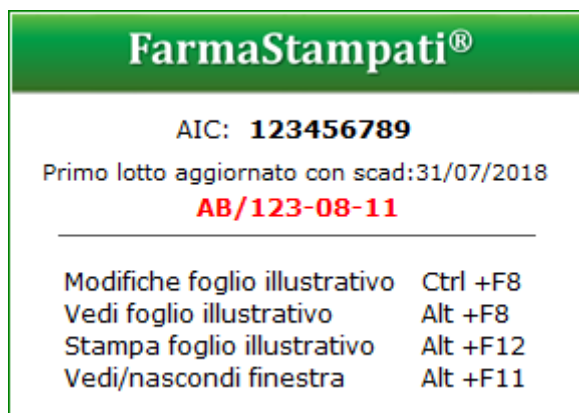 FarmaStampati®
AIC: 123456789
Primo lotto aggiornato con scad:31/07/2018
AB/123-08-11
Modifiche foglio illustrativo Ctrl +F8
Vedi foglio illustrativo Alt +F8
Stampa foglio illustrativo Alt +F12
Vedi/nascondi finestra Alt +F11